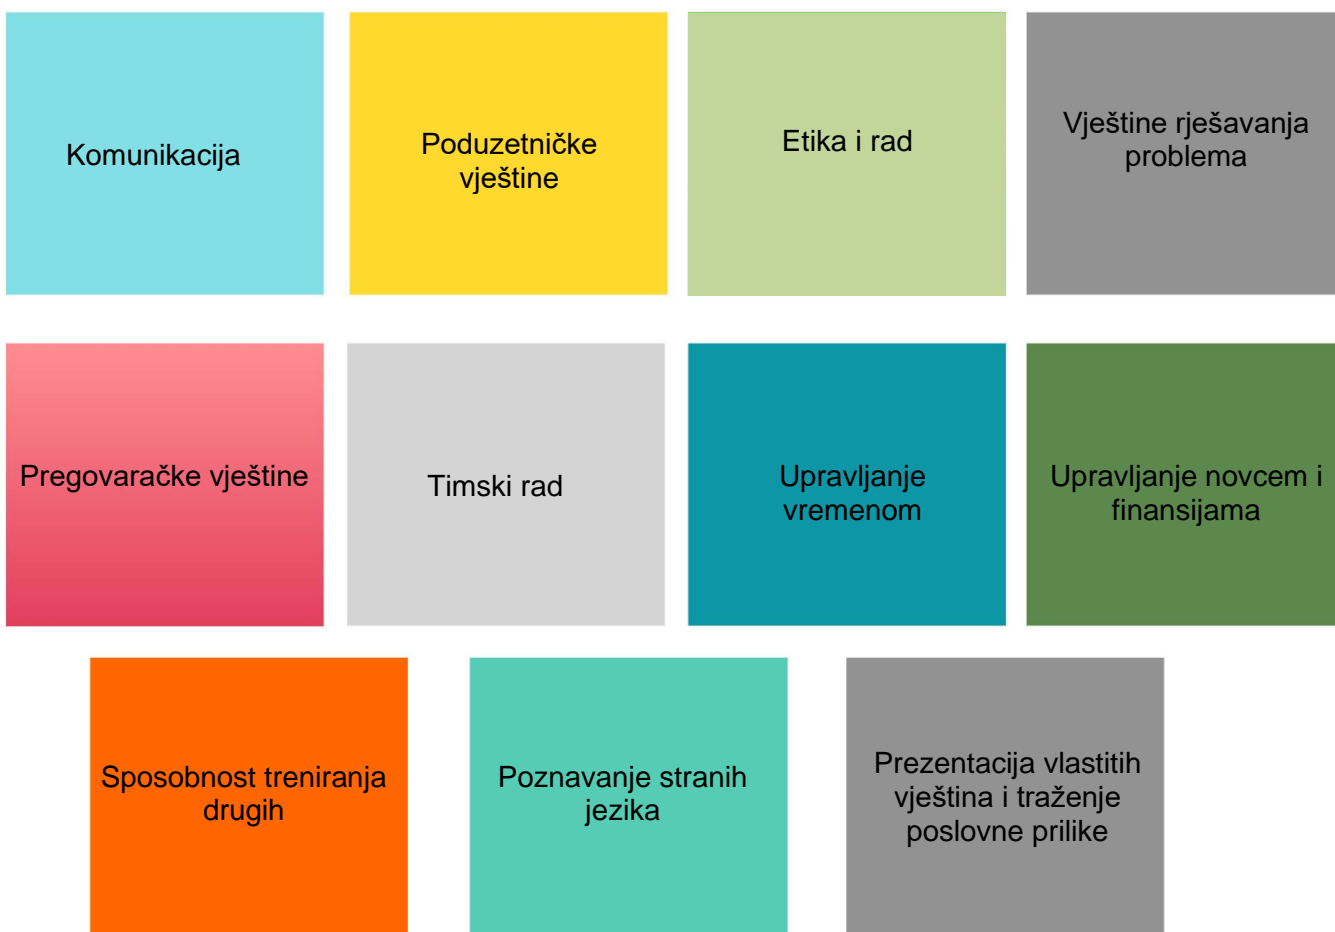 Komunikacija
Poduzetničke
vještine
Etika i rad
Vještine rješavanja
problema
Pregovaračke vještine
Timski rad
Upravljanje
vremenom
Upravljanje novcem i
finansijama
Sposobnost treniranja
drugih
Poznavanje stranih
jezika
Prezentacija vlastitih
vještina i traženje
poslovne prilike